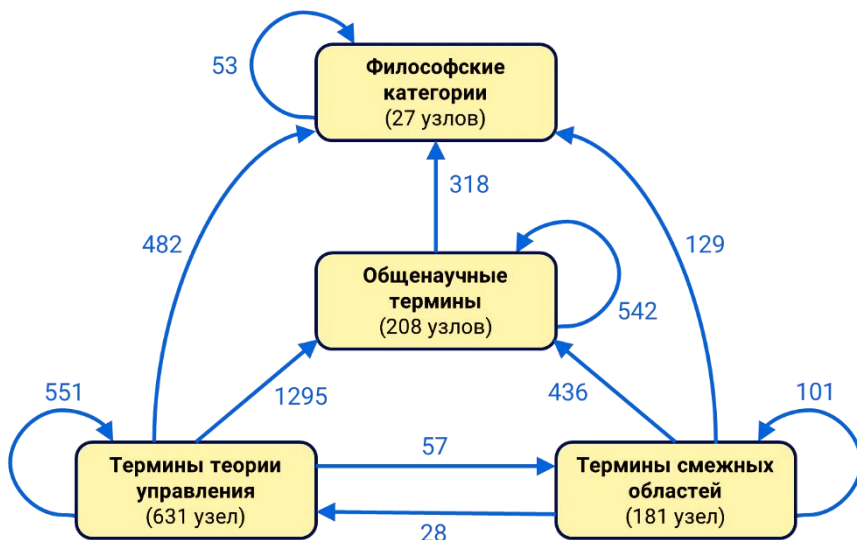 53
Философские
категории
(27 узлов)
318
482
129
Общенаучные
термины
(208 узлов)
542
551
1295
436
101
Термины теории
управления
(631 узел)
57
Термины смежных
областей
(181 узел)
28